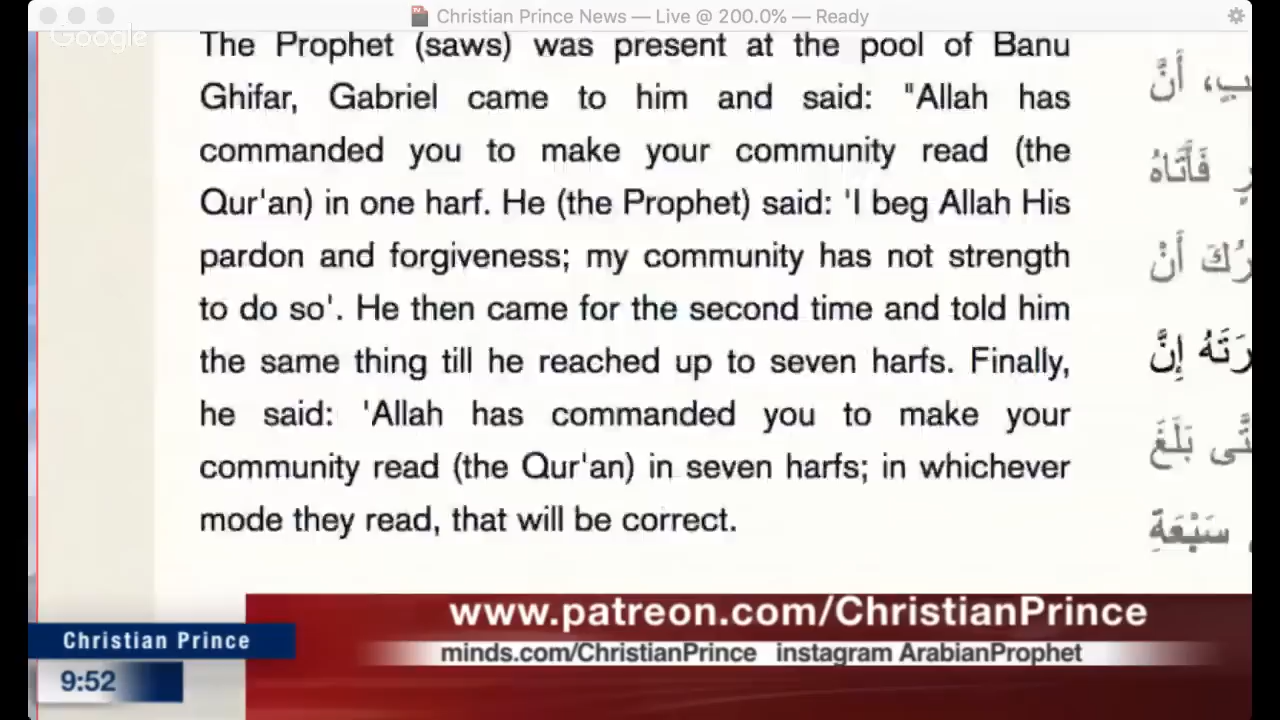 Christian Prince News — Live @ 200.0% — Ready
Google
The Prophet (saws) was present at the pool of Banu
Ghifar, Gabriel came to him and said: "Allah has
commanded you to make your community read (the
Qur'an) in one harf. He (the Prophet) said: 'I beg Allah His
pardon and forgiveness; my community has not strength
to do so'. He then came for the second time and told him
the same thing till he reached up to seven harfs. Finally,
he said: 'Allah has commanded you to make your
community read (the Qur'an) in seven harfs; in whichever
mode they read, that will be correct.
أَنَّ
فَأَتَاهُ
أَنْ
إِنَّ
بَلَغَ
سَبْعَةِ
www.patreon.com/ChristianPrince
Christian Prince
minds.com/ChristianPrince instagram ArabianProphet
9:52